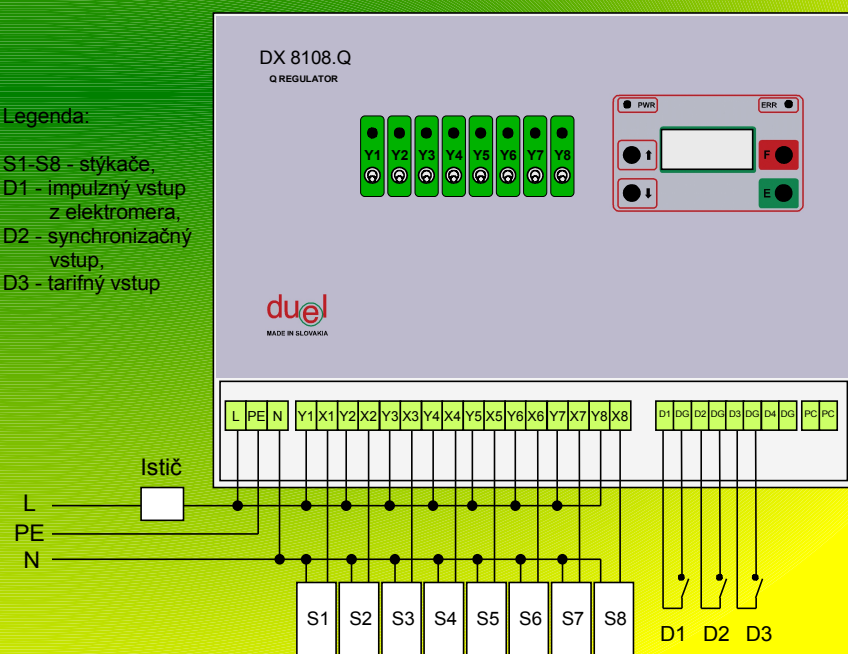 DX 8108.Q
Q REGULATOR
PWR
ERR
F
E
Y1 Y2 Y3 Y4 Y5 Y6 Y7 Y8
Legenda:
S1-S8 - stýkače,
D1 - impulzný vstup
z elektromera,
D2 - synchronizačný
vstup,
D3 - tarifný vstup
duel
MADE IN SLOVAKIA
L PE N Y1 X1 Y2 X2 Y3 X3 Y4 X4 Y5 X5 Y6 X6 Y7 X7 Y8 X8 D1 DG D2 DG D3 DG D4 DG PC PC
Istič
L
PE
N
S1 S2 S3 S4 S5 S6 S7 S8
D1 D2 D3